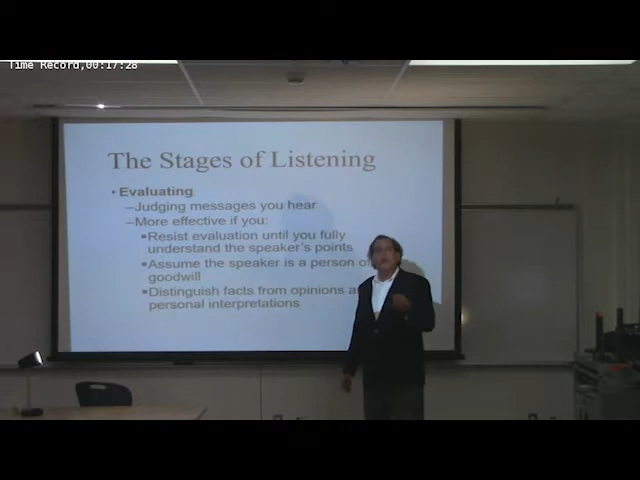 Time Record,00:17:28
The Stages of Listening
• Evaluating
–Judging messages you hear
–More effective if you:
▪Resist evaluation until you fully
understand the speaker's points
▪Assume the speaker is a person of
goodwill
▪Distinguish facts from opinions
personal interpretations